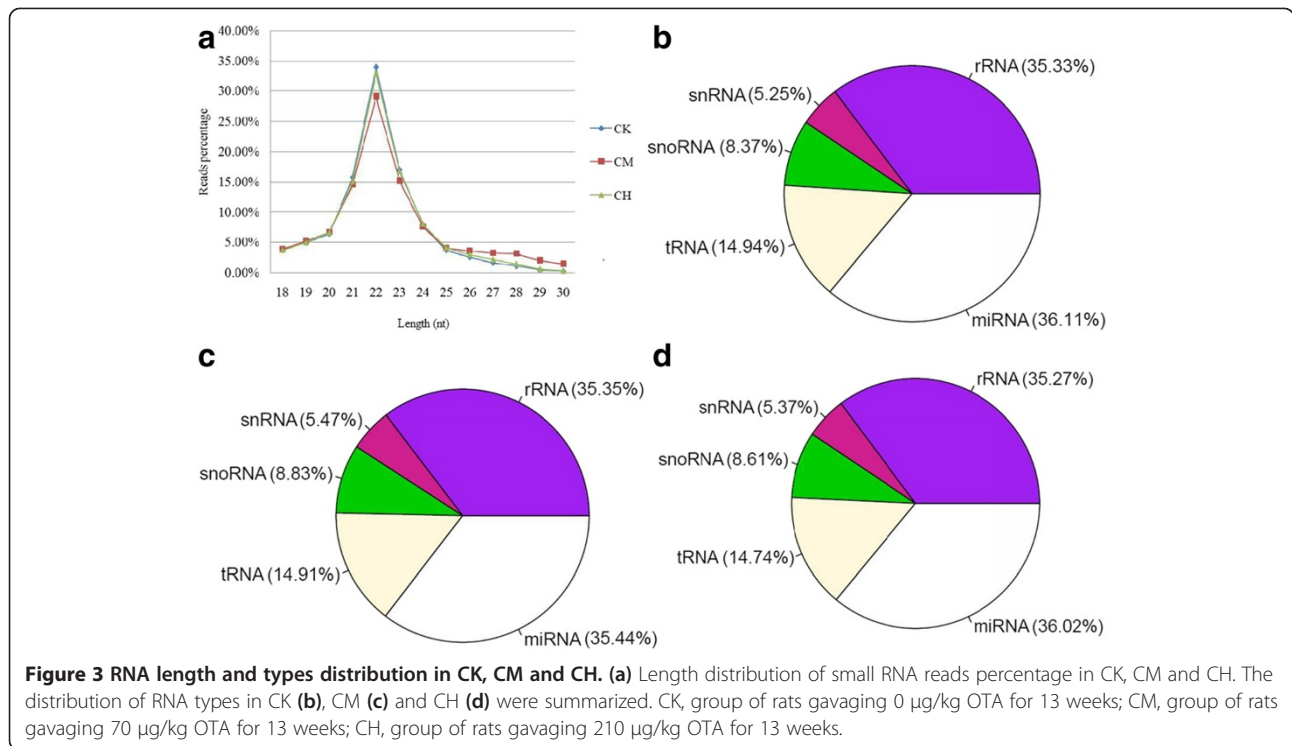 a
40.00%
35.00%
30.00%
25.00%
20.00%
15.00%
10.00%
5.00%
0.00%
Reads percentage
18 19 20 21 22 23 24 25 26 27 28 29 30
Length (nt)
CK
CM
CH
b
rRNA (35.33%)
snRNA (5.25%)
snoRNA (8.37%)
tRNA (14.94%)
miRNA (36.11%)
c
rRNA (35.35%)
snRNA (5.47%)
snoRNA (8.83%)
tRNA (14.91%)
miRNA (35.44%)
d
rRNA (35.27%)
snRNA (5.37%)
snoRNA (8.61%)
tRNA (14.74%)
miRNA (36.02%)
Figure 3 RNA length and types distribution in CK, CM and CH. (a) Length distribution of small RNA reads percentage in CK, CM and CH. The
distribution of RNA types in CK (b), CM (c) and CH (d) were summarized. CK, group of rats gavaging 0 μg/kg OTA for 13 weeks; CM, group of rats
gavaging 70 μg/kg OTA for 13 weeks; CH, group of rats gavaging 210 μg/kg OTA for 13 weeks.